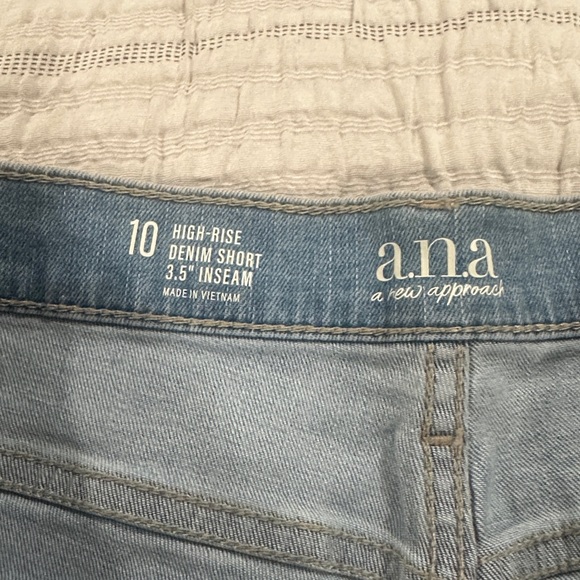 10
HIGH-RISE
DENIM SHORT
3.5" INSEAM
MADE IN VIETNAM
a.n.a
a new approach